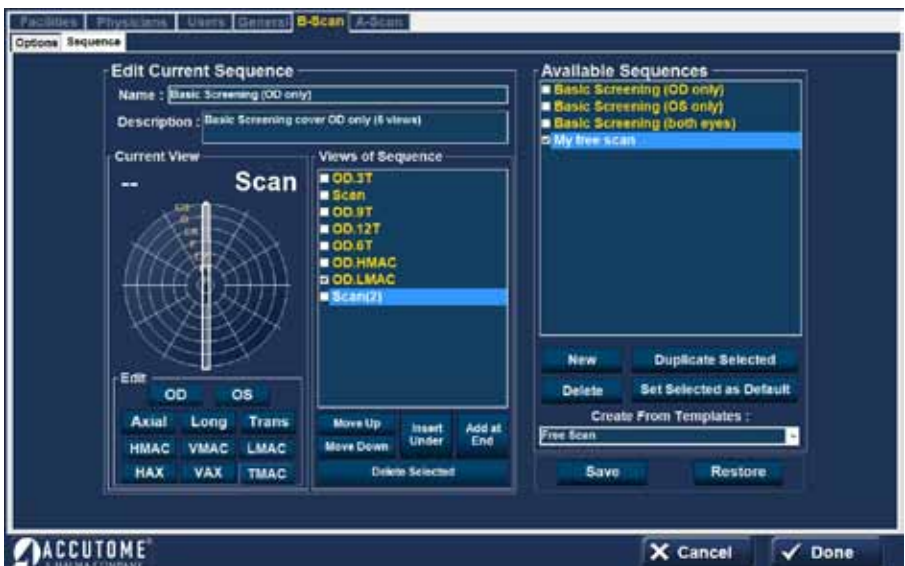 Facilities Physicians Users General B-Scan A-Scan
Options Sequence
Edit Current Sequence
Name : Basic Screening (OD only)
Description : Basic Screening cover OD only (6 views)
Current View
-- Scan
Edit
OD OS
Axial Long Trans
HMAC VMAC LMAC
HAX VAX TMAC
Views of Sequence
OD.3T
Scan
OD.9T
OD.12T
OD.6T
OD.HMAC
OD.LMAC
Scan(2)
Move Up Insert Under Add at End
Move Down
Delete Selected
Available Sequences
Basic Screening (OD only)
Basic Screening (OS only)
Basic Screening (both eyes)
My free scan
New Duplicate Selected
Delete Set Selected as Default
Create From Templates :
Free Scan
Save Restore
ACCUTOME
A HALMA COMPANY
Cancel Done